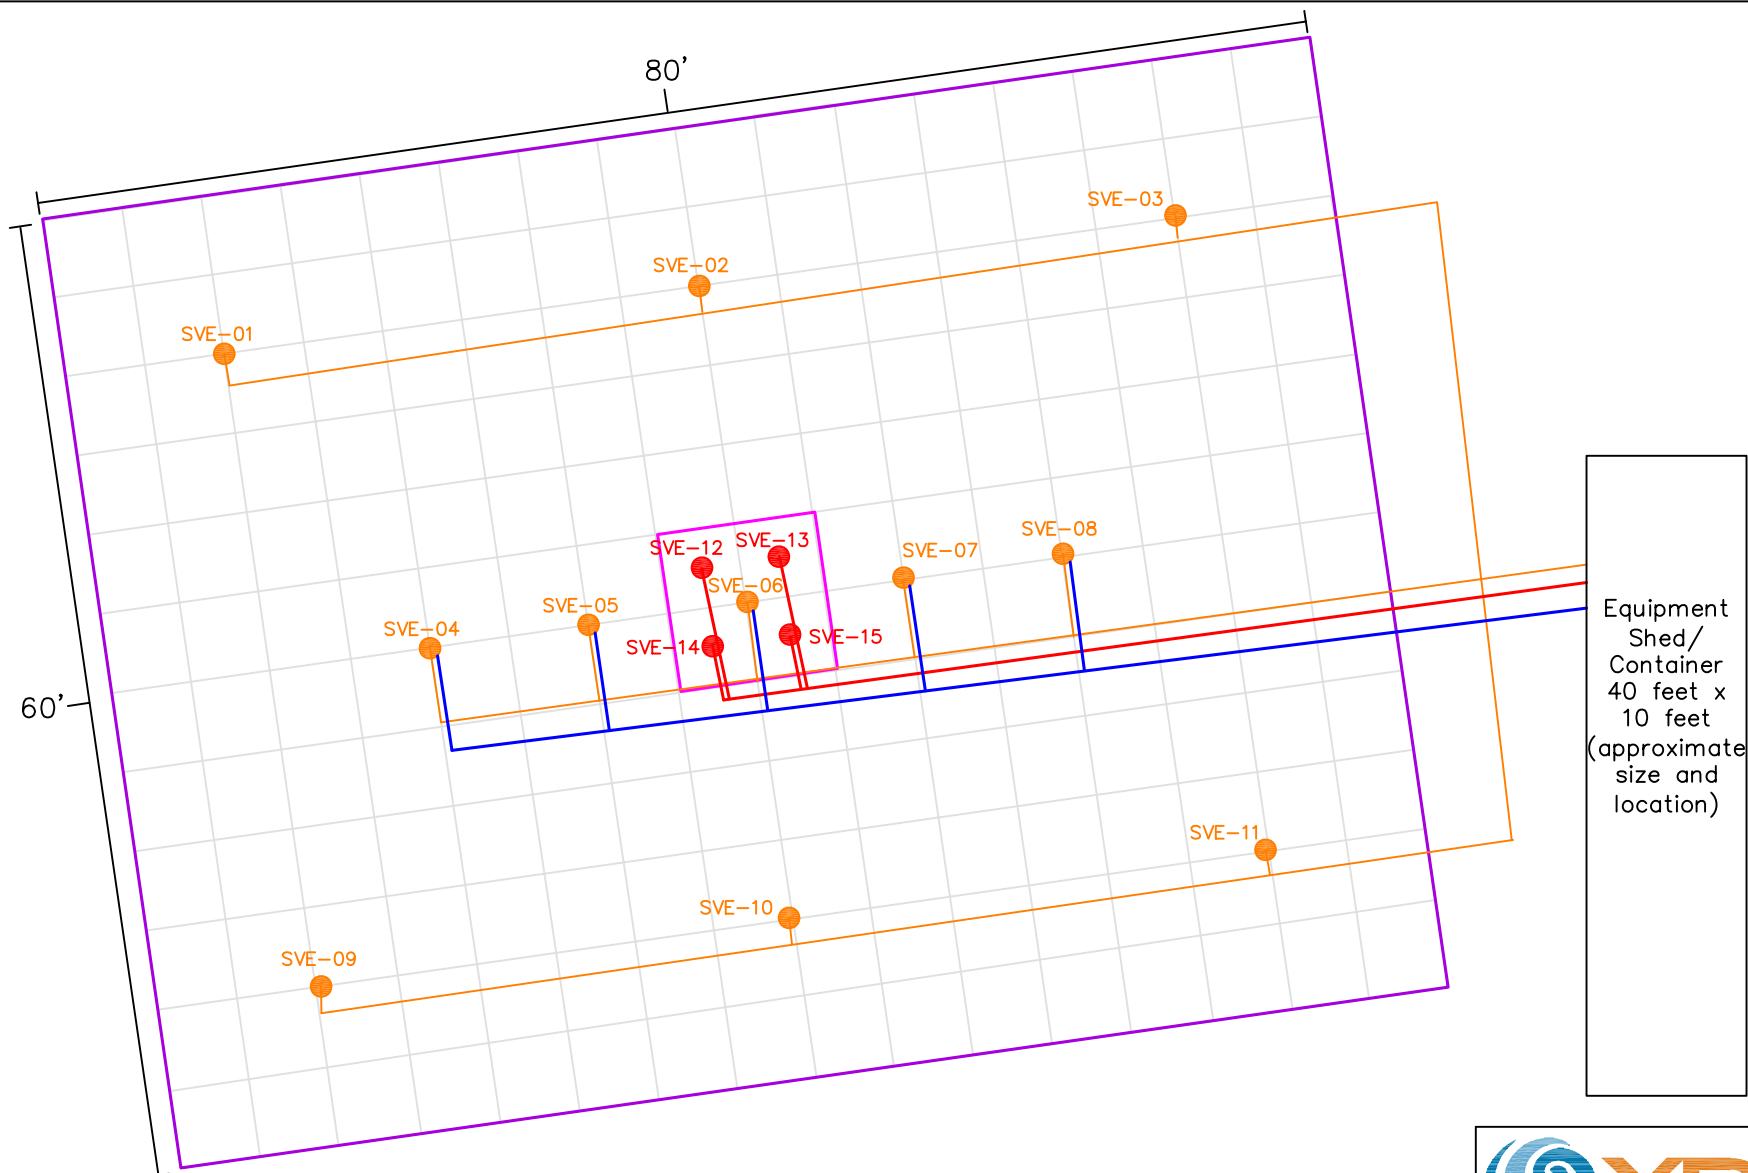 80'
SVE-03
SVE-02
SVE-01
SVE-08
SVE-13
SVE-12
SVE-07
SVE-06
SVE-05
SVE-04
SVE-15
SVE-14
60'
Equipment
Shed/
Container
40 feet x
10 feet
(approximate
size and
location)
SVE-11
SVE-10
SVE-09